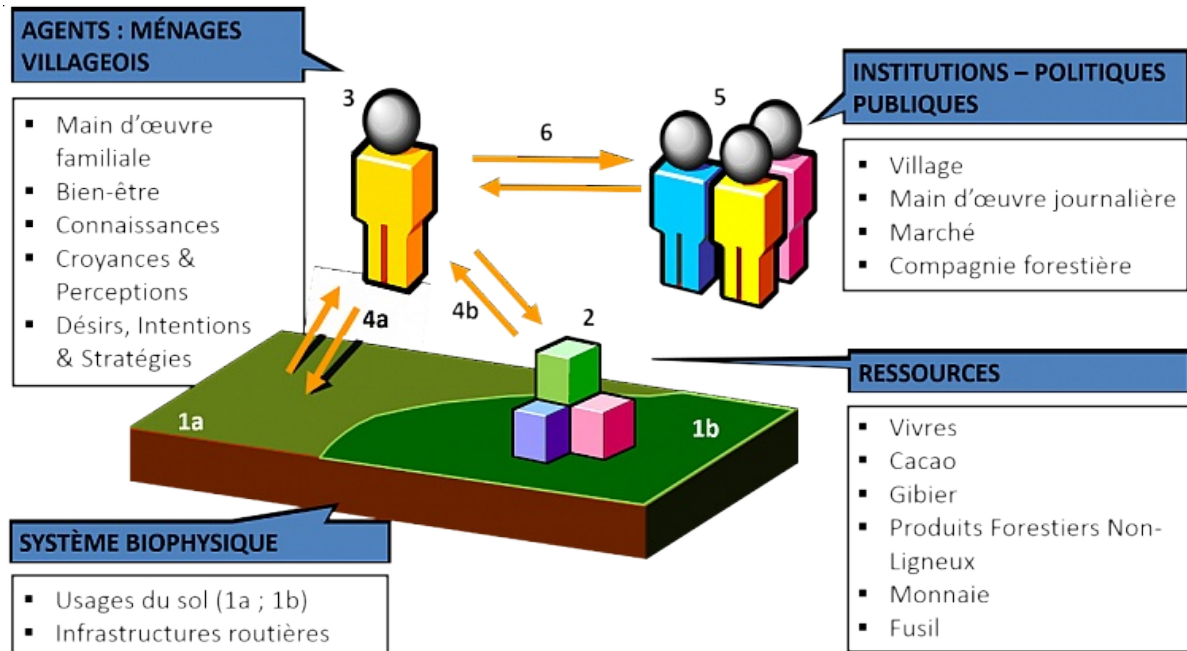 AGENTS : MÉNAGES
VILLAGEOIS
▪ Main d'œuvre
familiale
▪ Bien-être
▪ Connaissances
▪ Croyances &
Perceptions
▪ Désirs, Intentions
& Stratégies
3
6
5
INSTITUTIONS – POLITIQUES
PUBLIQUES
▪ Village
▪ Main d'œuvre journalière
▪ Marché
▪ Compagnie forestière
4a
4b
2
1a
1b
RESSOURCES
▪ Vivres
▪ Cacao
▪ Gibier
▪ Produits Forestiers Non-
Ligneux
▪ Monnaie
▪ Fusil
SYSTÈME BIOPHYSIQUE
▪ Usages du sol (1a ; 1b)
▪ Infrastructures routières